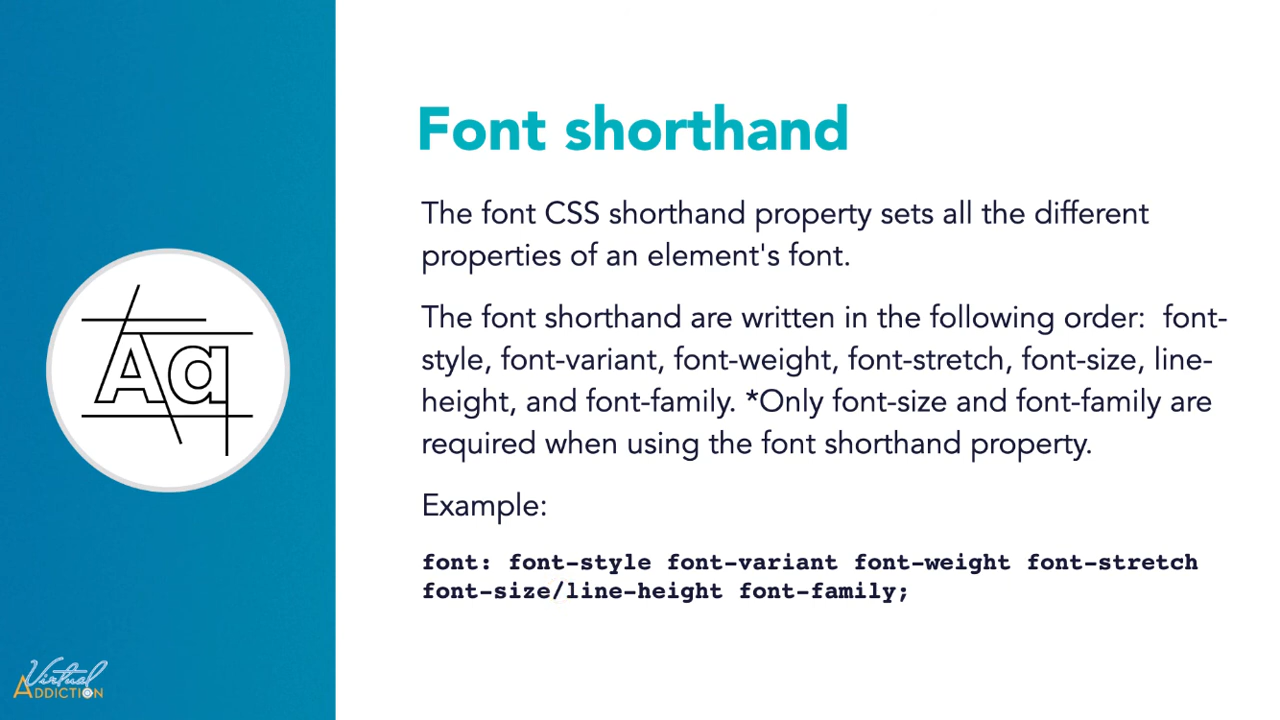 Font shorthand
The font CSS shorthand property sets all the different
properties of an element's font.
The font shorthand are written in the following order:  font-
style, font-variant, font-weight, font-stretch, font-size, line-
height, and font-family. *Only font-size and font-family are
required when using the font shorthand property.
Example:
font: font-style font-variant font-weight font-stretch
font-size/line-height font-family;
Aa
Virtual
ADDICTION